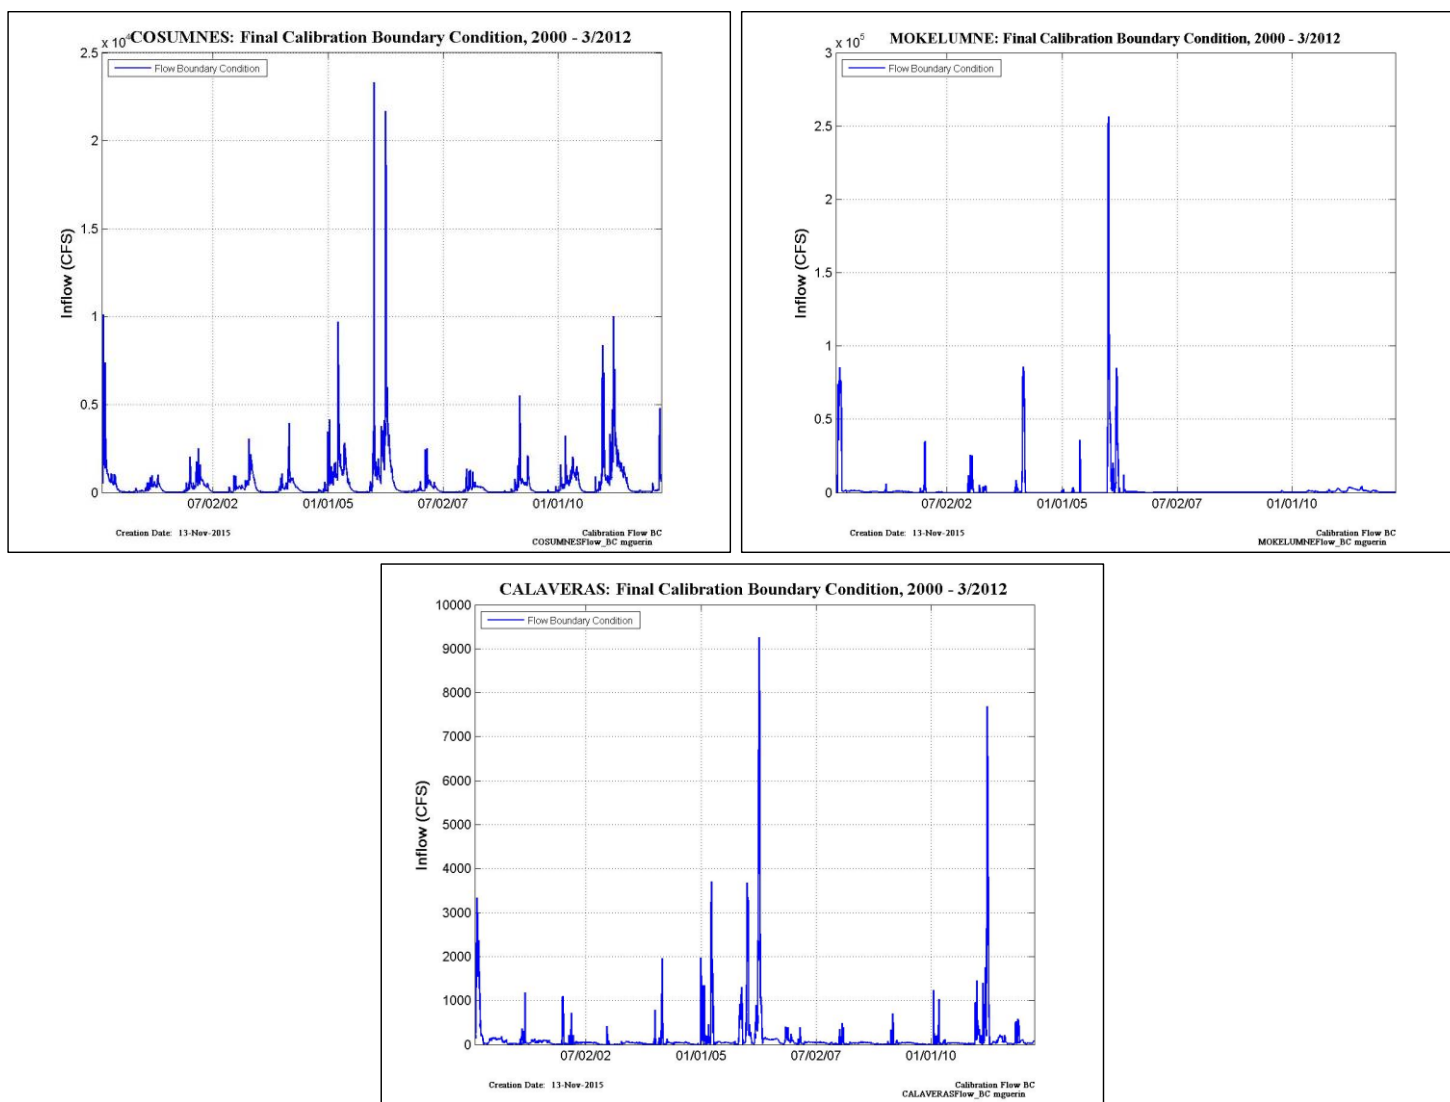 x 10⁴
COSUMNES: Final Calibration Boundary Condition, 2000 - 3/2012
2.5
Flow Boundary Condition
2
1.5
1
0.5
0
Inflow (CFS)
07/02/02 01/01/05 07/02/07 01/01/10
Creation Date: 13-Nov-2015
Calibration Flow BC
COSUMNESFlow_BC mguerin
x 10⁵
MOKELUMNE: Final Calibration Boundary Condition, 2000 - 3/2012
3
Flow Boundary Condition
2.5
2
1.5
1
0.5
0
Inflow (CFS)
07/02/02 01/01/05 07/02/07 01/01/10
Creation Date: 13-Nov-2015
Calibration Flow BC
MOKELUMNEFlow_BC mguerin
CALAVERAS: Final Calibration Boundary Condition, 2000 - 3/2012
10000
Flow Boundary Condition
9000
8000
7000
6000
5000
4000
3000
2000
1000
0
Inflow (CFS)
07/02/02 01/01/05 07/02/07 01/01/10
Creation Date: 13-Nov-2015
Calibration Flow BC
CALAVERASFlow_BC mguerin